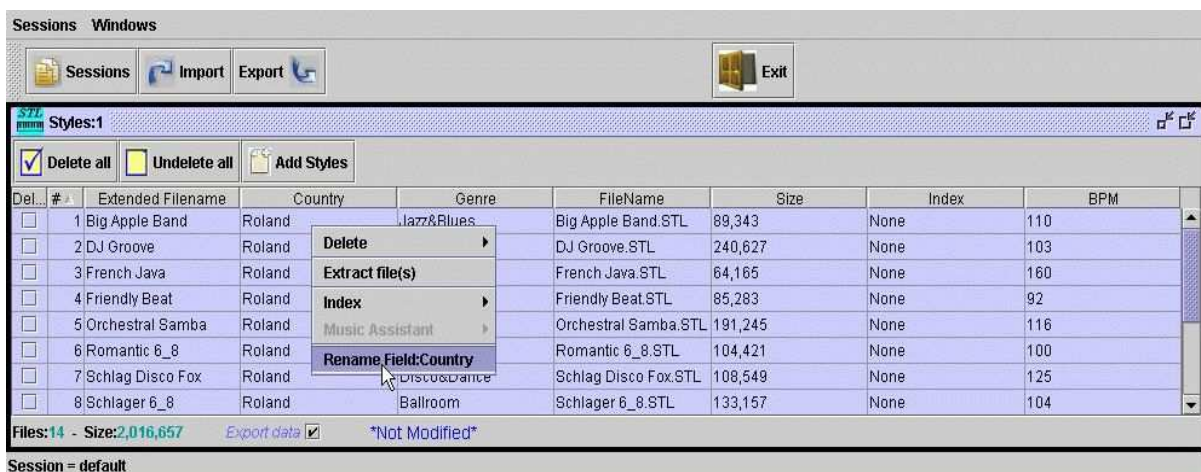 Sessions Windows
Sessions Import Export Exit
STL Styles:1
Delete all Undelete all Add Styles
Del... # Extended Filename Country Genre FileName Size Index BPM
1 Big Apple Band Roland Jazz&Blues Big Apple Band.STL 89,343 None 110
2 DJ Groove Roland DJ Groove.STL 240,627 None 103
3 French Java Roland French Java.STL 64,165 None 160
4 Friendly Beat Roland Friendly Beat.STL 85,283 None 92
5 Orchestral Samba Roland Orchestral Samba.STL 191,245 None 116
6 Romantic 6_8 Roland Romantic 6_8.STL 104,421 None 100
7 Schlag Disco Fox Roland Disco&Dance Schlag Disco Fox.STL 108,549 None 125
8 Schlager 6_8 Roland Ballroom Schlager 6_8.STL 133,157 None 104
Delete
Extract file(s)
Index
Music Assistant
Rename Field:Country
Files:14 - Size:2,016,657 Export data *Not Modified*
Session = default